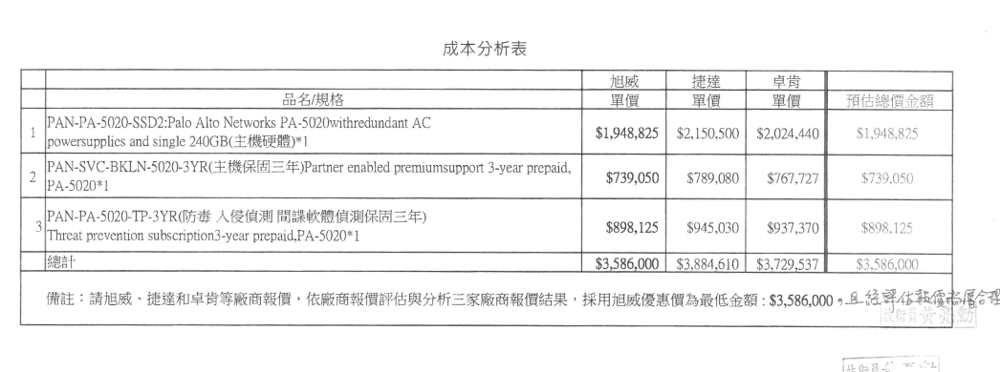 成本分析表
旭威 捷達 卓肯
品名/規格 單價 單價 單價 預估總價金額
1 PAN-PA-5020-SSD2:Palo Alto Networks PA-5020withredundant AC
powersupplies and single 240GB(主機硬體)*1 $1,948,825 $2,150,500 $2,024,440 $1,948,825
2 PAN-SVC-BKLN-5020-3YR(主機保固三年)Partner enabled premiumsupport 3-year prepaid,
PA-5020*1 $739,050 $789,080 $767,727 $739,050
3 PAN-PA-5020-TP-3YR(防毒 人侵偵測 間諜軟體偵測保固三年)
Threat prevention subscription3-year prepaid,PA-5020*1 $898,125 $945,030 $937,370 $898,125
總計 $3,586,000 $3,884,610 $3,729,537 $3,586,000
備註：請旭威、捷達和卓肯等廠商報價，依廠商報價評估與分析三家廠商報價結果，採用旭威優惠價為最低金額：$3,586,000，且經評估報價尚屬合理
技術員黃亮勳